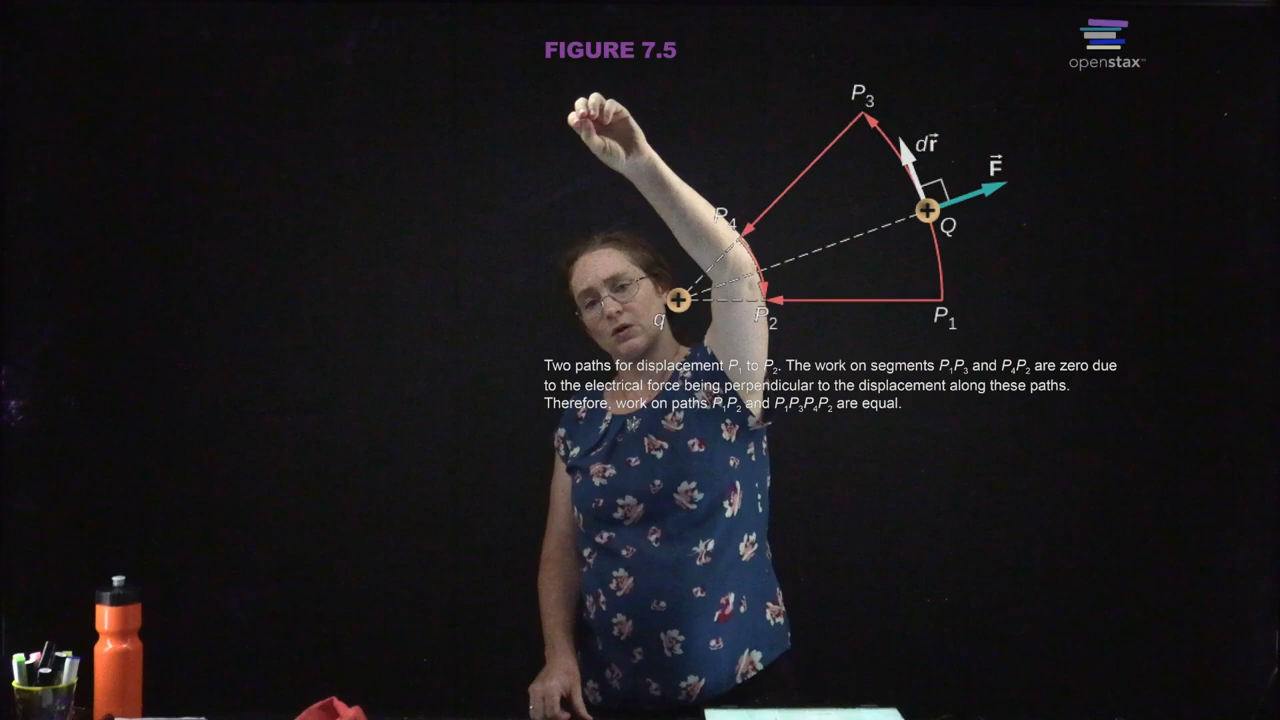 FIGURE 7.5
openstax™
P3
dr⃗
F⃗
P4
Q
q
P2
P1
Two paths for displacement P1 to P2. The work on segments P1P3 and P4P2 are zero due
to the electrical force being perpendicular to the displacement along these paths.
Therefore, work on paths P1P2 and P1P3P4P2 are equal.